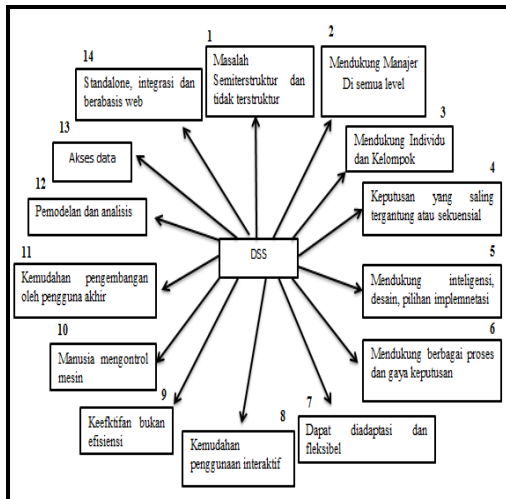 1
Masalah
Semiterstruktur dan
tidak terstruktur
2
Mendukung Manajer
Di semua level
3
Mendukung Individu
dan Kelompok
4
Keputusan yang saling
tergantung atau sekuensial
5
Mendukung inteligensi,
desain, pilihan implemnetasi
6
Mendukung berbagai proses
dan gaya keputusan
7
Dapat diadaptasi dan
fleksibel
8
Kemudahan
penggunaan interaktif
9
Keefktifan bukan
efisiensi
10
Manusia mengontrol
mesin
11
Kemudahan pengembangan
oleh pengguna akhir
12
Pemodelan dan analisis
13
Akses data
14
Standalone, integrasi dan
berabasis web
DSS